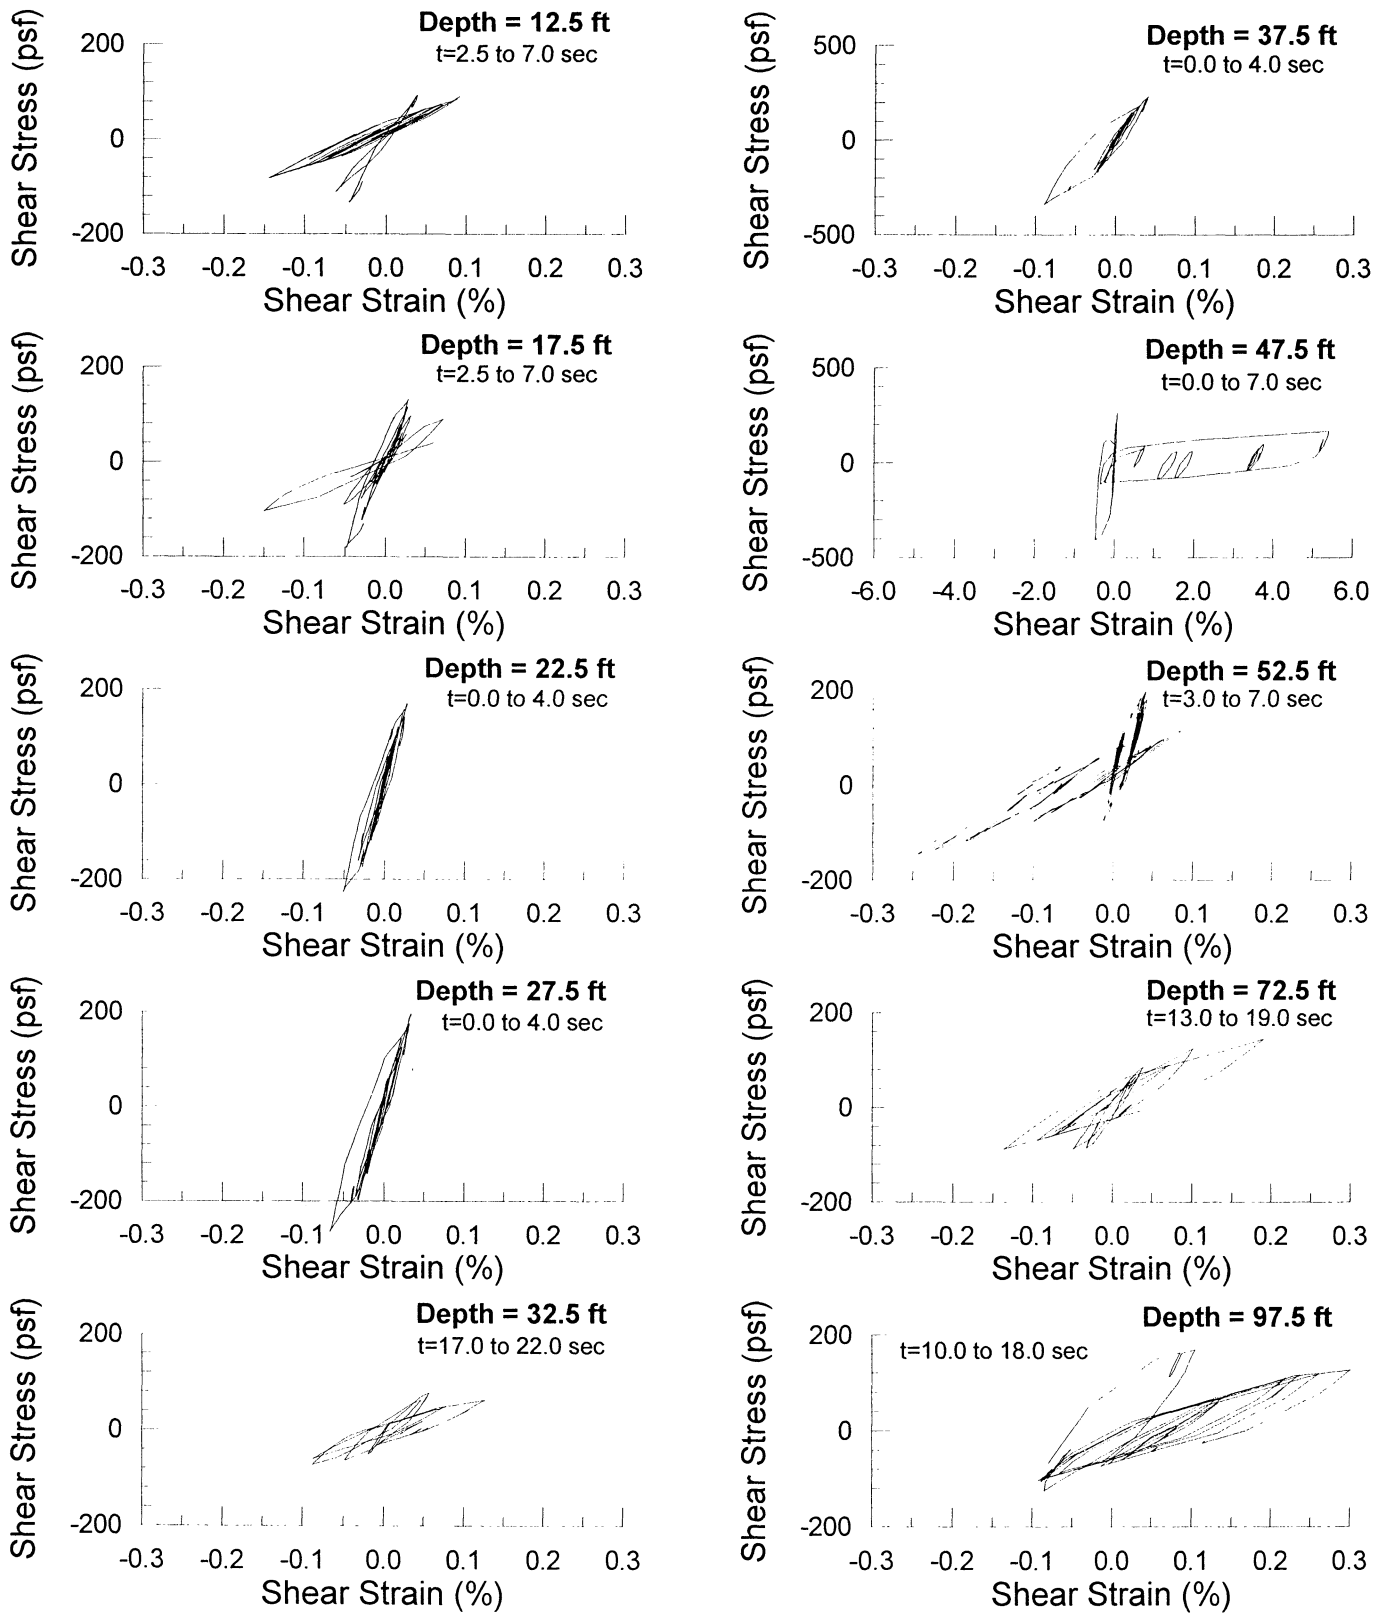 Depth = 12.5 ft
t=2.5 to 7.0 sec
Shear Stress (psf)
200
0
-200
-0.3 -0.2 -0.1 0.0 0.1 0.2 0.3
Shear Strain (%)
Depth = 17.5 ft
t=2.5 to 7.0 sec
Shear Stress (psf)
200
0
-200
-0.3 -0.2 -0.1 0.0 0.1 0.2 0.3
Shear Strain (%)
Depth = 22.5 ft
t=0.0 to 4.0 sec
Shear Stress (psf)
200
0
-200
-0.3 -0.2 -0.1 0.0 0.1 0.2 0.3
Shear Strain (%)
Depth = 27.5 ft
t=0.0 to 4.0 sec
Shear Stress (psf)
200
0
-200
-0.3 -0.2 -0.1 0.0 0.1 0.2 0.3
Shear Strain (%)
Depth = 32.5 ft
t=17.0 to 22.0 sec
Shear Stress (psf)
200
0
-200
-0.3 -0.2 -0.1 0.0 0.1 0.2 0.3
Shear Strain (%)
Depth = 37.5 ft
t=0.0 to 4.0 sec
Shear Stress (psf)
500
0
-500
-0.3 -0.2 -0.1 0.0 0.1 0.2 0.3
Shear Strain (%)
Depth = 47.5 ft
t=0.0 to 7.0 sec
Shear Stress (psf)
500
0
-500
-6.0 -4.0 -2.0 0.0 2.0 4.0 6.0
Shear Strain (%)
Depth = 52.5 ft
t=3.0 to 7.0 sec
Shear Stress (psf)
200
0
-200
-0.3 -0.2 -0.1 0.0 0.1 0.2 0.3
Shear Strain (%)
Depth = 72.5 ft
t=13.0 to 19.0 sec
Shear Stress (psf)
200
0
-200
-0.3 -0.2 -0.1 0.0 0.1 0.2 0.3
Shear Strain (%)
Depth = 97.5 ft
t=10.0 to 18.0 sec
Shear Stress (psf)
200
0
-200
-0.3 -0.2 -0.1 0.0 0.1 0.2 0.3
Shear Strain (%)